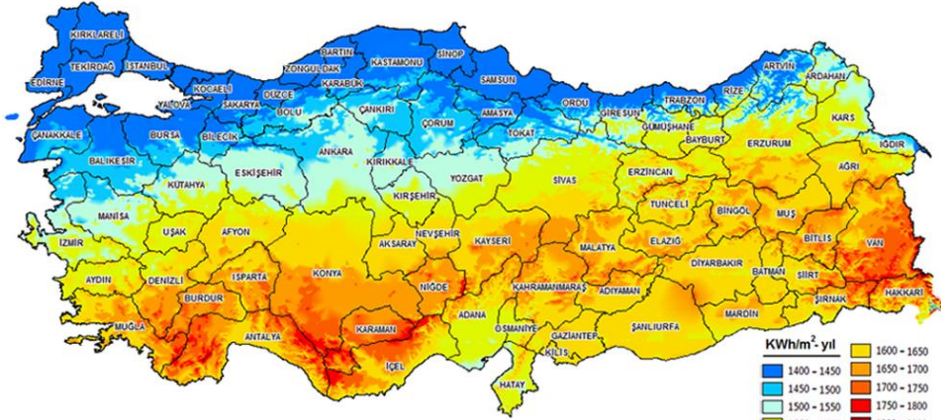 KIRKLARELİ
EDİRNE
TEKİRDAĞ
İSTANBUL
KOCAELİ
YALOVA
SAKARYA
DÜZCE
ZONGULDAK
BARTIN
KARABÜK
KASTAMONU
SİNOP
SAMSUN
ORDU
GİRESUN
TRABZON
RİZE
ARTVİN
ARDAHAN
ÇANAKKALE
BALIKESİR
BURSA
BİLECİK
BOLU
ÇANKIRI
ÇORUM
AMASYA
TOKAT
GÜMÜŞHANE
BAYBURT
ERZURUM
KARS
IĞDIR
AĞRI
KÜTAHYA
ESKİŞEHİR
ANKARA
KIRIKKALE
YOZGAT
KIRŞEHİR
SİVAS
ERZİNCAN
TUNCELİ
BİNGÖL
MUŞ
MANİSA
İZMİR
UŞAK
AFYON
AKSARAY
NEVŞEHİR
KAYSERİ
MALATYA
ELAZIĞ
BİTLİS
VAN
AYDIN
DENİZLİ
ISPARTA
BURDUR
KONYA
NİĞDE
KAHRAMANMARAŞ
ADIYAMAN
DİYARBAKIR
BATMAN
SİİRT
ŞIRNAK
HAKKARİ
MUĞLA
ANTALYA
KARAMAN
İÇEL
ADANA
OSMANİYE
GAZİANTEP
KİLİS
HATAY
ŞANLIURFA
MARDİN
KWh/m²- yıl
1400 - 1450
1450 - 1500
1500 - 1550
1600 - 1650
1650 - 1700
1700 - 1750
1750 - 1800